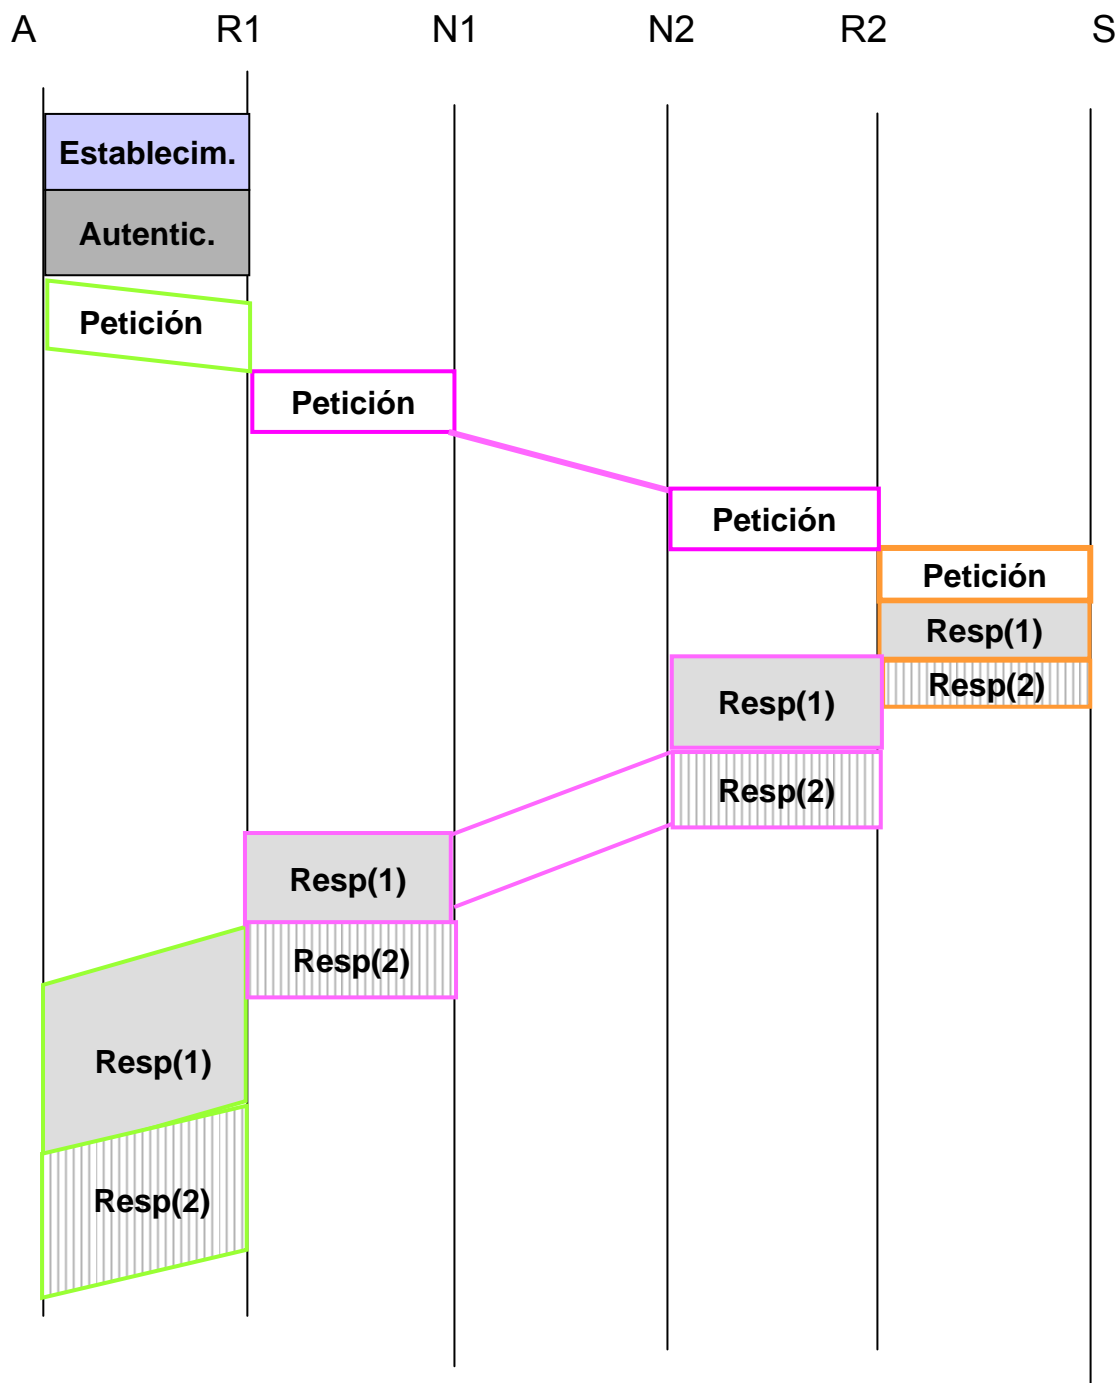 A R1 N1 N2 R2 S
Establecim.
Autentic.
Petición
Petición
Petición
Petición
Resp(1)
Resp(2)
Resp(1)
Resp(2)
Resp(1)
Resp(2)
Resp(1)
Resp(2)